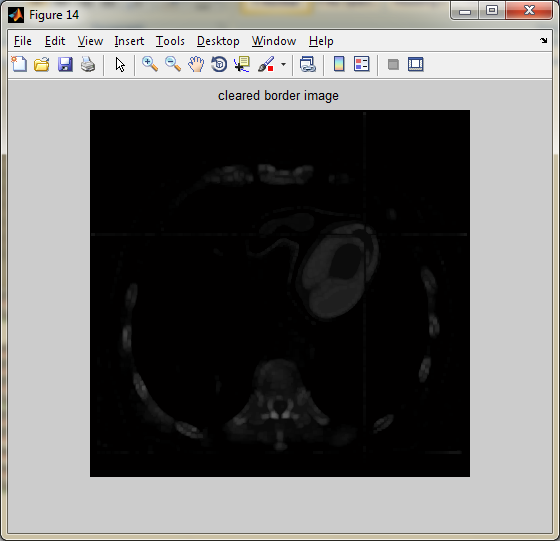 Figure 14
File Edit View Insert Tools Desktop Window Help
cleared border image